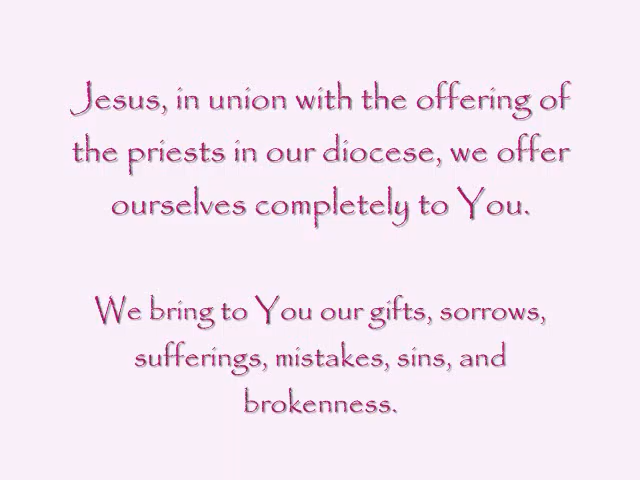 Jesus, in union with the offering of
the priests in our diocese, we offer
ourselves completely to You.
We bring to You our gifts, sorrows,
sufferings, mistakes, sins, and
brokenness.